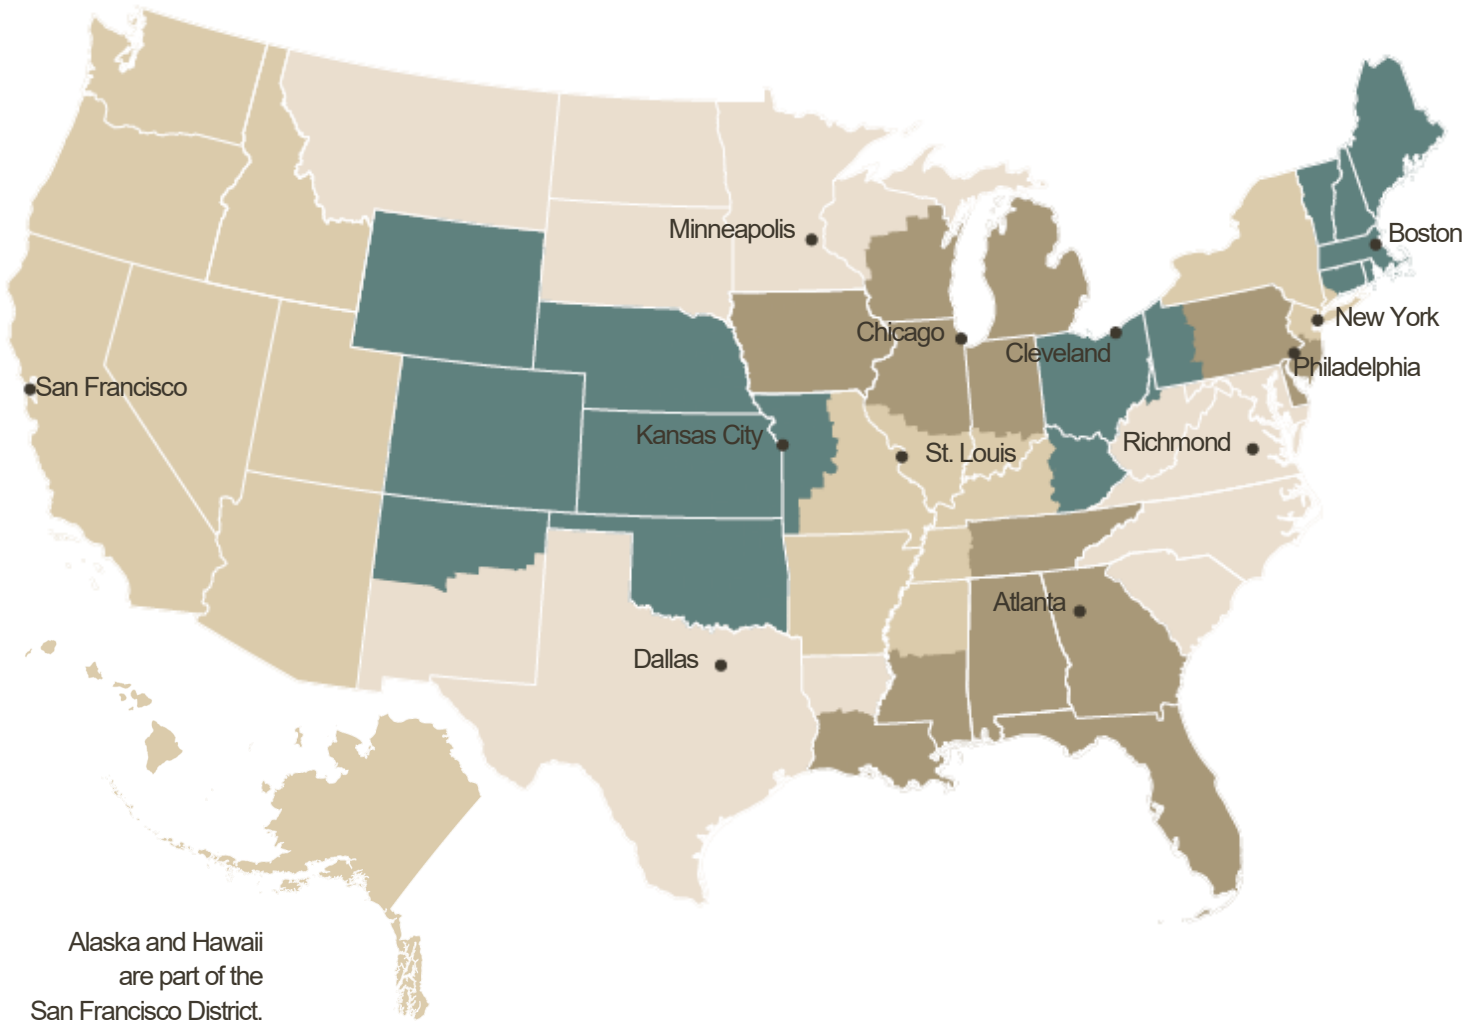 Minneapolis
Boston
New York
Chicago
Cleveland
Philadelphia
San Francisco
Kansas City
St. Louis
Richmond
Atlanta
Dallas
Alaska and Hawaii
are part of the
San Francisco District.